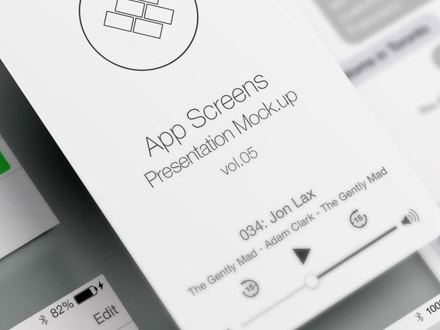 App Screens
Presentation Mock.up
vol.05
034: Jon Lax
The Gently Mad - Adam Clark - The Gently Mad
15
15
82%
Edit
100%